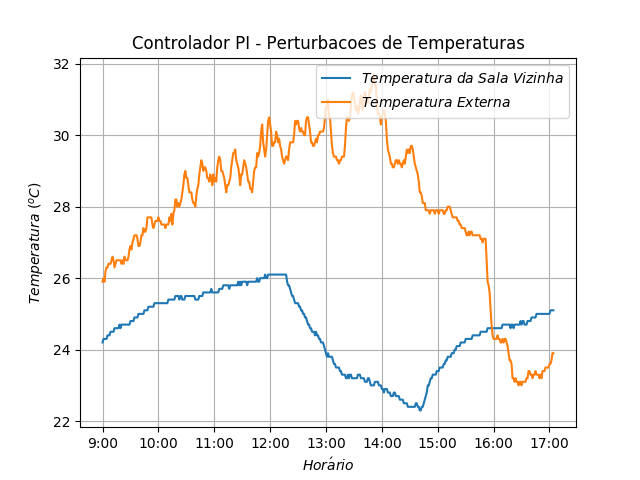 Controlador PI - Perturbacoes de Temperaturas
Temperatura da Sala Vizinha
Temperatura Externa
Temperatura (ºC)
32
30
28
26
24
22
9:00 10:00 11:00 12:00 13:00 14:00 15:00 16:00 17:00
Horário